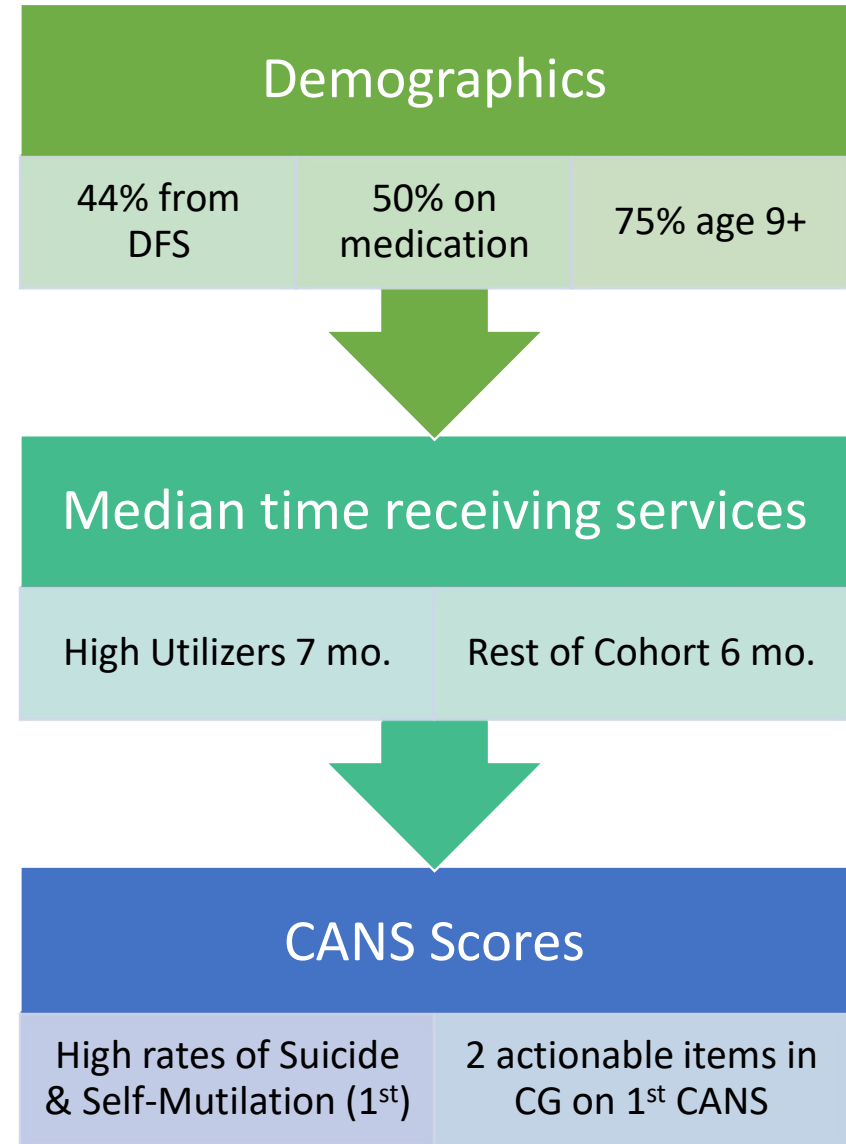 Demographics
44% from
DFS
50% on
medication
75% age 9+
Median time receiving services
High Utilizers 7 mo.
Rest of Cohort 6 mo.
CANS Scores
High rates of Suicide
& Self-Mutilation (1st)
2 actionable items in
CG on 1st CANS